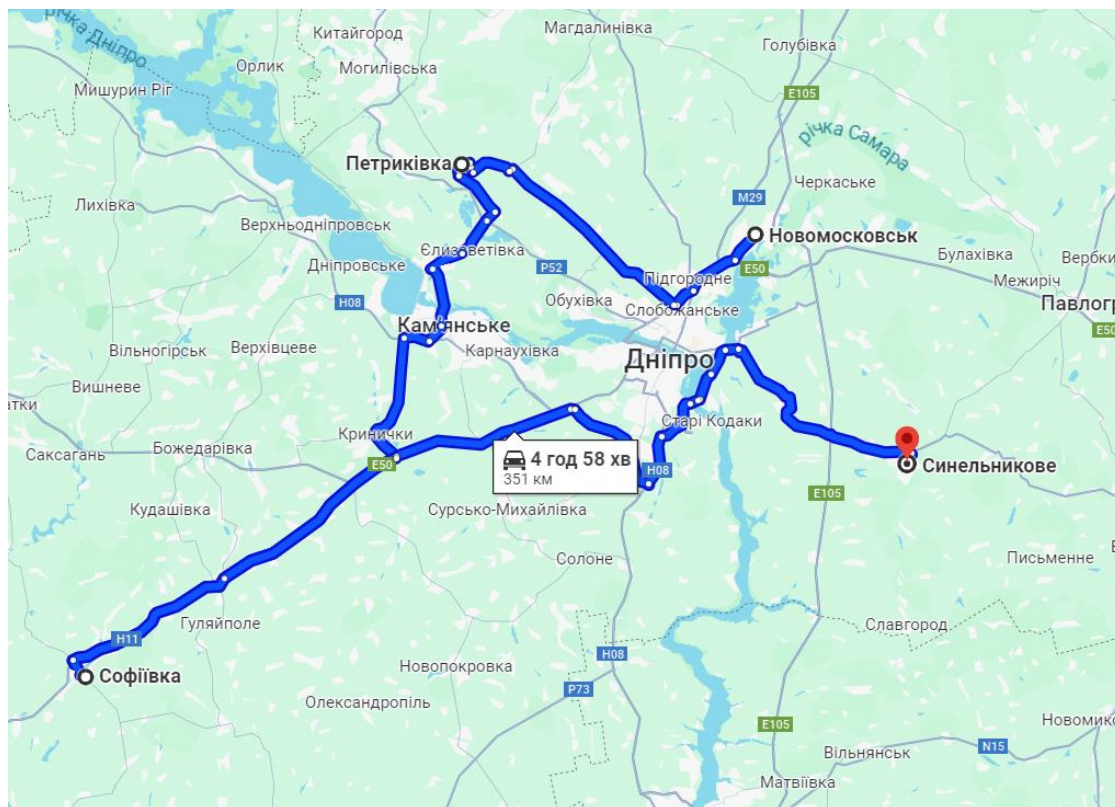 Китайгород
Магдалинівка
Голубівка
річка Дніпро
Орлик
Могилівська
Мишурин Ріг
E105
річка Самара
Петриківка
Черкаське
M29
Лихівка
Верхньодніпровськ
Новомосковськ
Єлизаветівка
Булахівка
Вербки
Дніпровське
P52
Підгородне
E50
Межиріч
H08
Обухівка
Слобожанське
Павлогр
Кам'янське
E50
Вільногірськ
Верхівцеве
Карнаухівка
Дніпро
Вишневе
атки
Старі Кодаки
Кринички
Божедарівка
Саксагань
E50
4 год 58 хв
351 км
H08
Синельникове
E105
Кудашівка
Сурсько-Михайлівка
Солоне
Письменне
Гуляйполе
Славгород
H11
Софіївка
Новопокровка
H08
P73
Олександропіль
E105
Новомик
Вільнянськ
N15
Матвіївка